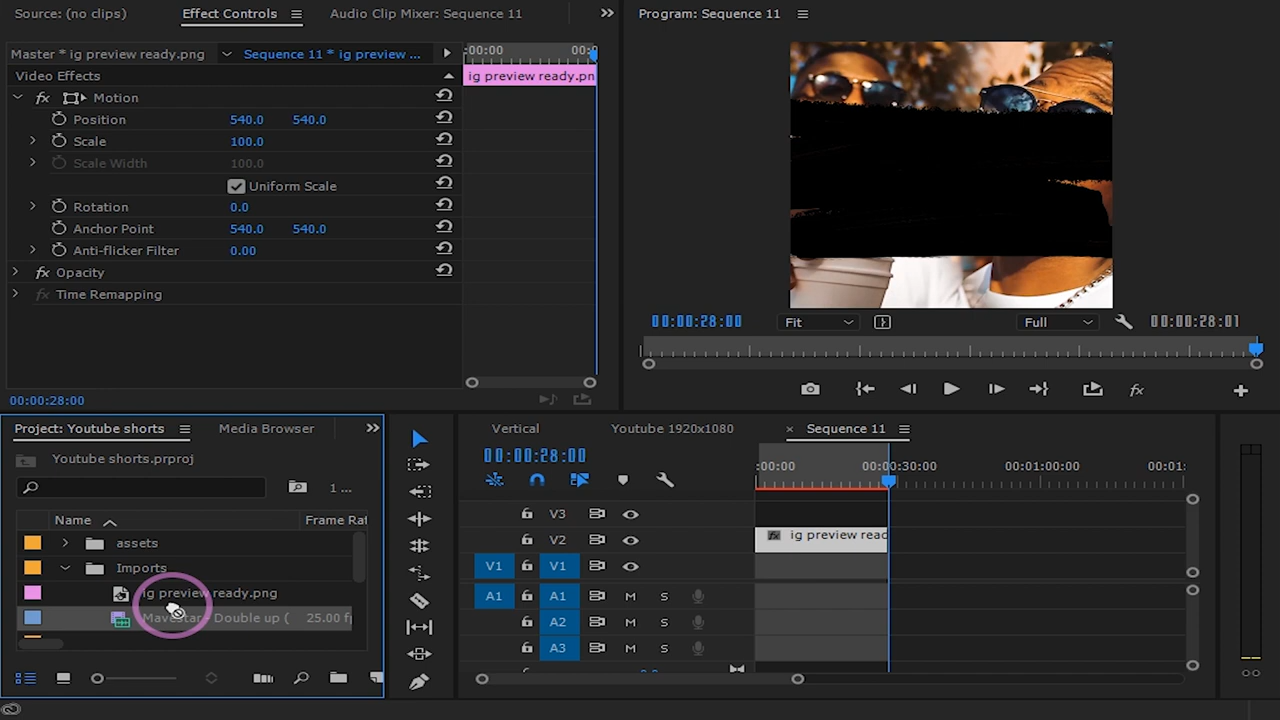 Source: (no clips) Effect Controls Audio Clip Mixer: Sequence 11
Program: Sequence 11
Master * ig preview ready.png Sequence 11 * ig preview ...
:00:00 00:0
Video Effects
ig preview ready.pn
fx Motion
Position 540.0 540.0
Scale 100.0
Scale Width 100.0
Uniform Scale
Rotation 0.0
Anchor Point 540.0 540.0
Anti-flicker Filter 0.00
fx Opacity
fx Time Remapping
00:00:28:00 Fit Full 00:00:28:01
fx
00:00:28:00
Project: Youtube shorts Media Browser
Youtube shorts.prproj
1 ...
Name Frame Rat
assets
Imports
ig preview ready.png
Mavestar - Double up ( 25.00 f
Vertical Youtube 1920x1080 × Sequence 11
00:00:28:00
:00:00 00:00:30:00 00:01:00:00 00:01:
V3
V2 fx ig preview read
V1 V1
A1 A1 M S
A2 M S
A3 M S